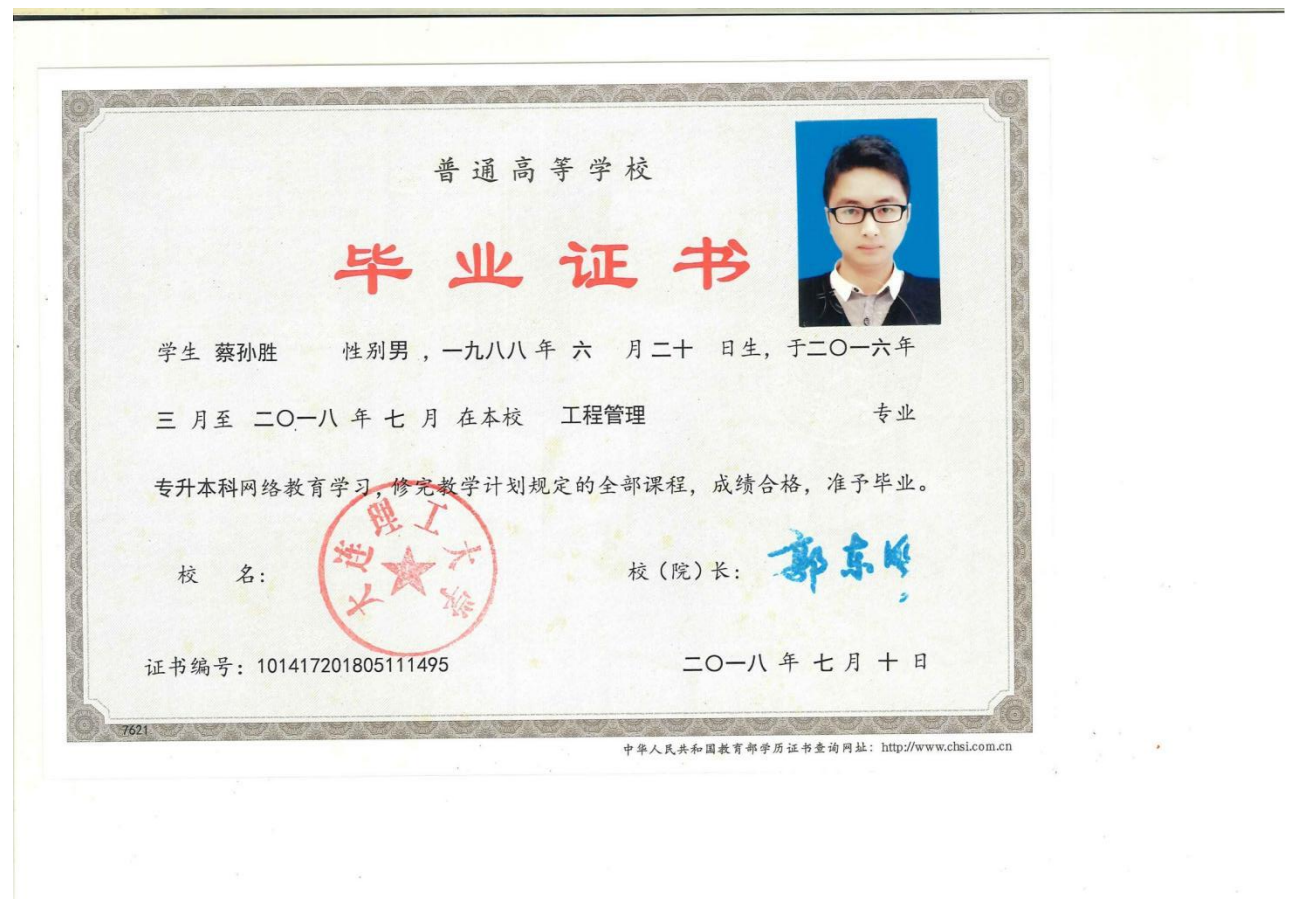 普通高等学校
毕业证书
学生 蔡孙胜 性别男，一九八八年 六 月二十 日生，于二〇一六年
三 月至 二〇一八 年 七 月 在本校 工程管理 专业
专升本科网络教育学习，修完教学计划规定的全部课程，成绩合格，准予毕业。
大连理工大学
校 名： 校（院）长： 郭东明
证书编号：101417201805111495 二〇一八 年 七 月 十 日
7621
中华人民共和国教育部学历证书查询网址：http://www.chsi.com.cn